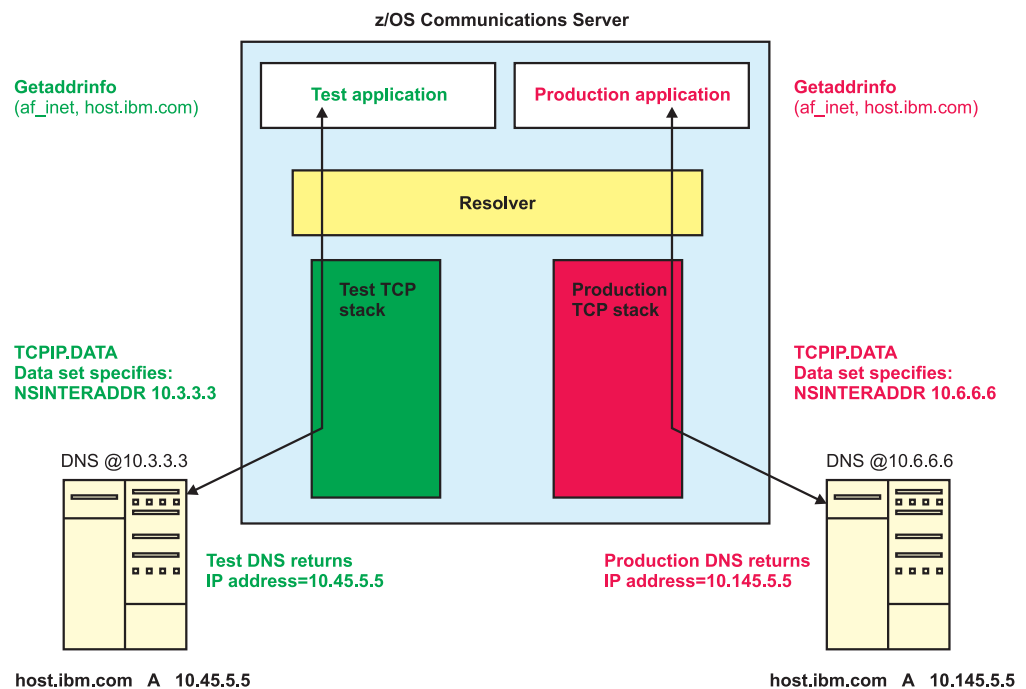 z/OS Communications Server
Getaddrinfo
(af_inet, host.ibm.com)
Test application
Production application
Getaddrinfo
(af_inet, host.ibm.com)
Resolver
Test TCP
stack
Production
TCP stack
TCPIP.DATA
Data set specifies:
NSINTERADDR 10.3.3.3
TCPIP.DATA
Data set specifies:
NSINTERADDR 10.6.6.6
DNS @10.3.3.3
DNS @10.6.6.6
Test DNS returns
IP address=10.45.5.5
Production DNS returns
IP address=10.145.5.5
host.ibm.com A 10.45.5.5
host.ibm.com A 10.145.5.5